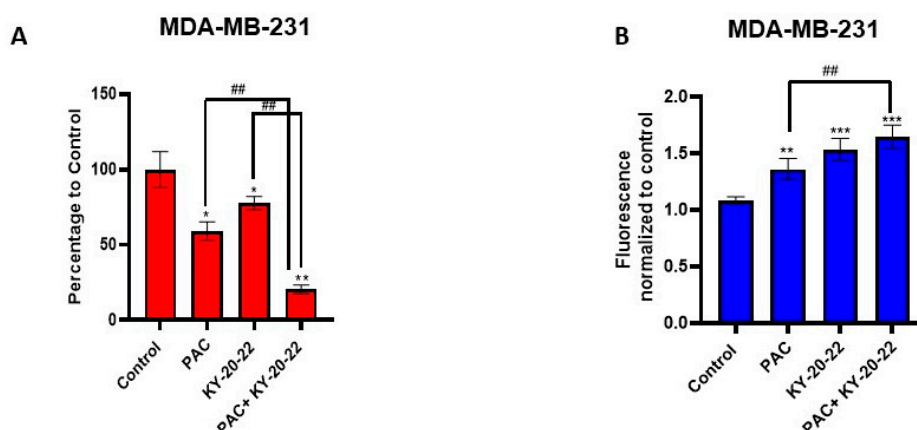 A
MDA-MB-231
##
##
150
100
50
0
Percentage to Control
*
*
**
Control
PAC
KY-20-22
PAC+ KY-20-22
B
MDA-MB-231
##
2.0
1.5
1.0
0.5
0.0
Fluorescence
normalized to control
**
***
***
Control
PAC
KY-20-22
PAC+ KY-20-22